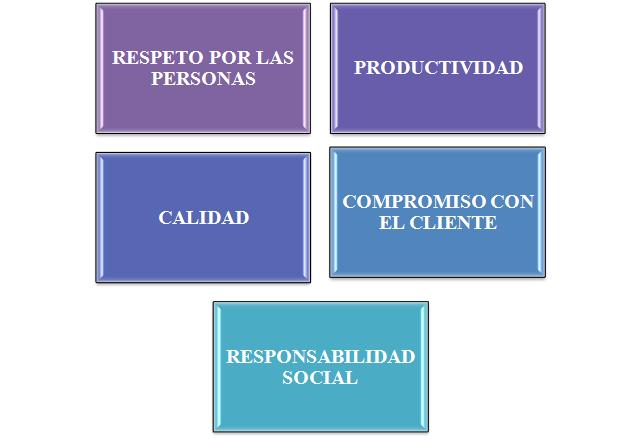 RESPETO POR LAS
PERSONAS
PRODUCTIVIDAD
CALIDAD
COMPROMISO CON
EL CLIENTE
RESPONSABILIDAD
SOCIAL